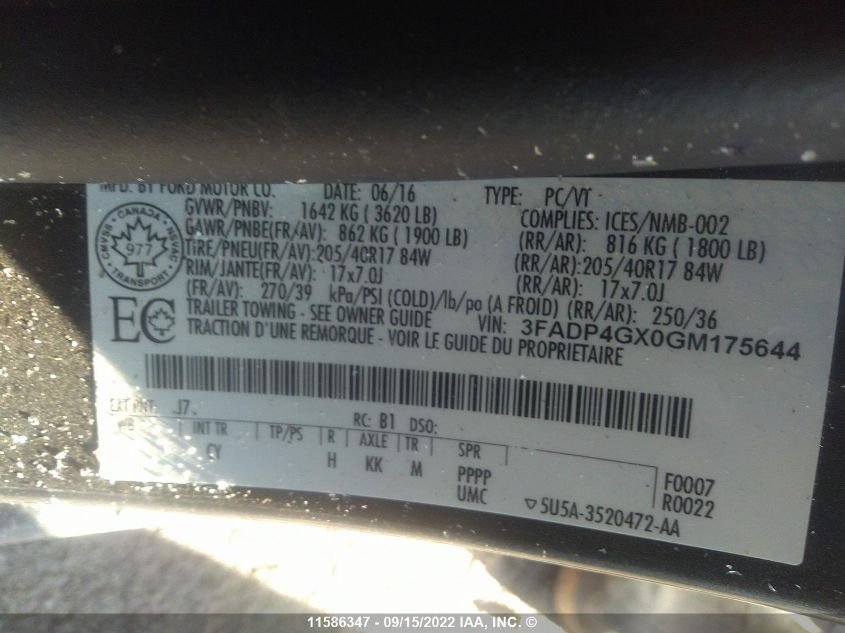 MFD. BY FORD MOTOR CO. DATE: 06/16 TYPE: PC/VT
GVWR/PNBV: 1642 KG ( 3620 LB) COMPLIES: ICES/NMB-002
GAWR/PNBE(FR/AV): 862 KG ( 1900 LB) (RR/AR): 816 KG ( 1800 LB)
TIRE/PNEU(FR/AV): 205/40R17 84W (RR/AR): 205/40R17 84W
RIM/JANTE(FR/AV): 17x7.0J (RR/AR): 17x7.0J
(FR/AV): 270/39 kPa/PSI (COLD)/lb/po (A FROID) (RR/AR): 250/36
TRAILER TOWING - SEE OWNER GUIDE VIN: 3FADP4GX0GM175644
TRACTION D'UNE REMORQUE - VOIR LE GUIDE DU PROPRIETAIRE
CANADA
CMVSS NSVAC
977
TRANSPORT
EC
EXT PNT: J7. RC: B1 DSO:
WB INT TR TP/PS R AXLE TR SPR
CY H KK M PPPP F0007
UMC R0022
▽5U5A-3520472-AA
11586347 - 09/15/2022 IAA, INC. ©